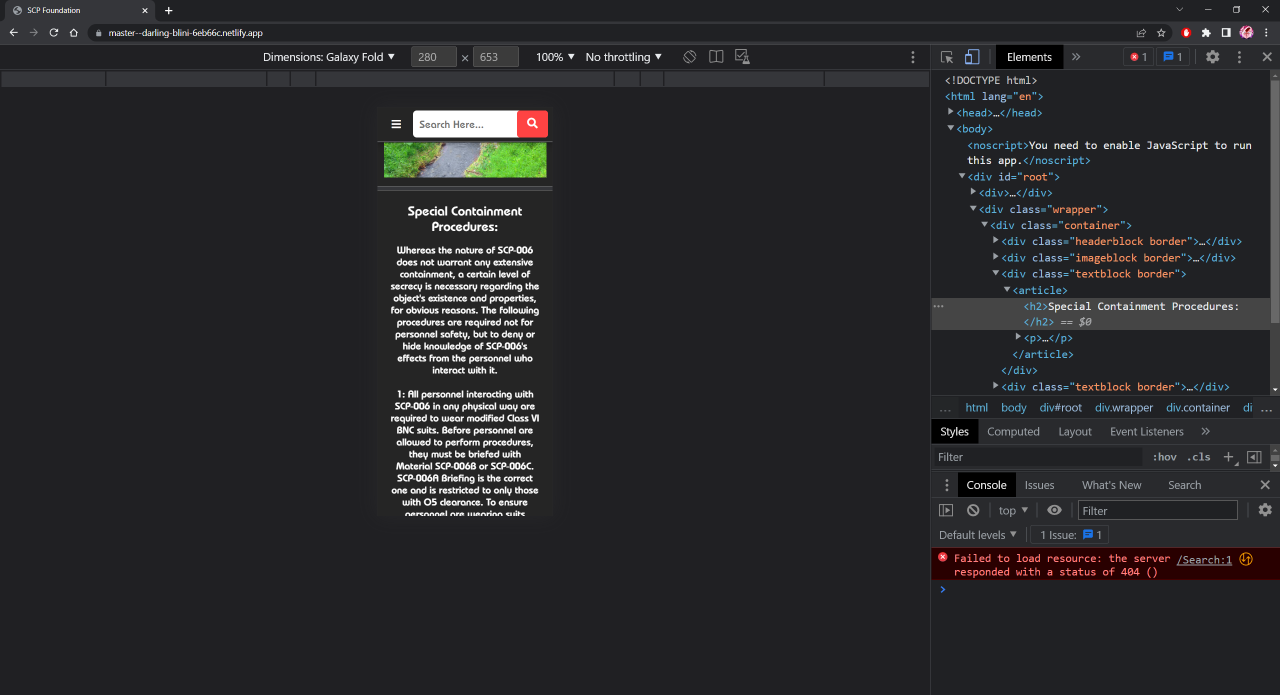 SCP Foundation
master--darling-blini-6eb66c.netlify.app
Dimensions: Galaxy Fold ▼ 280 x 653 100% ▼ No throttling ▼
Elements » 1 1
Search Here...
Special Containment
Procedures:
Whereas the nature of SCP-006
does not warrant any extensive
containment, a certain level of
secrecy is necessary regarding the
object's existence and properties,
for obvious reasons. The following
procedures are required not for
personnel safety, but to deny or
hide knowledge of SCP-006's
effects from the personnel who
interact with it.
1: All personnel interacting with
SCP-006 in any physical way are
required to wear modified Class VI
BNC suits. Before personnel are
allowed to perform procedures,
they must be briefed with
Material SCP-006B or SCP-006C.
SCP-006A Briefing is the correct
one and is restricted to only those
with O5 clearance. To ensure
personnel are wearing suits
<!DOCTYPE html>
<html lang="en">
<head>…</head>
<body>
<noscript>You need to enable JavaScript to run
this app.</noscript>
<div id="root">
<div>…</div>
<div class="wrapper">
<div class="container">
<div class="headerblock border">…</div>
<div class="imageblock border">…</div>
<div class="textblock border">
<article>
<h2>Special Containment Procedures:
</h2> == $0
<p>…</p>
</article>
</div>
<div class="textblock border">…</div>
... html body div#root div.wrapper div.container di ...
Styles Computed Layout Event Listeners »
Filter :hov .cls +
Console Issues What's New Search
top ▼ Filter
Default levels ▼ 1 Issue: 1
Failed to load resource: the server /Search:1
responded with a status of 404 ()